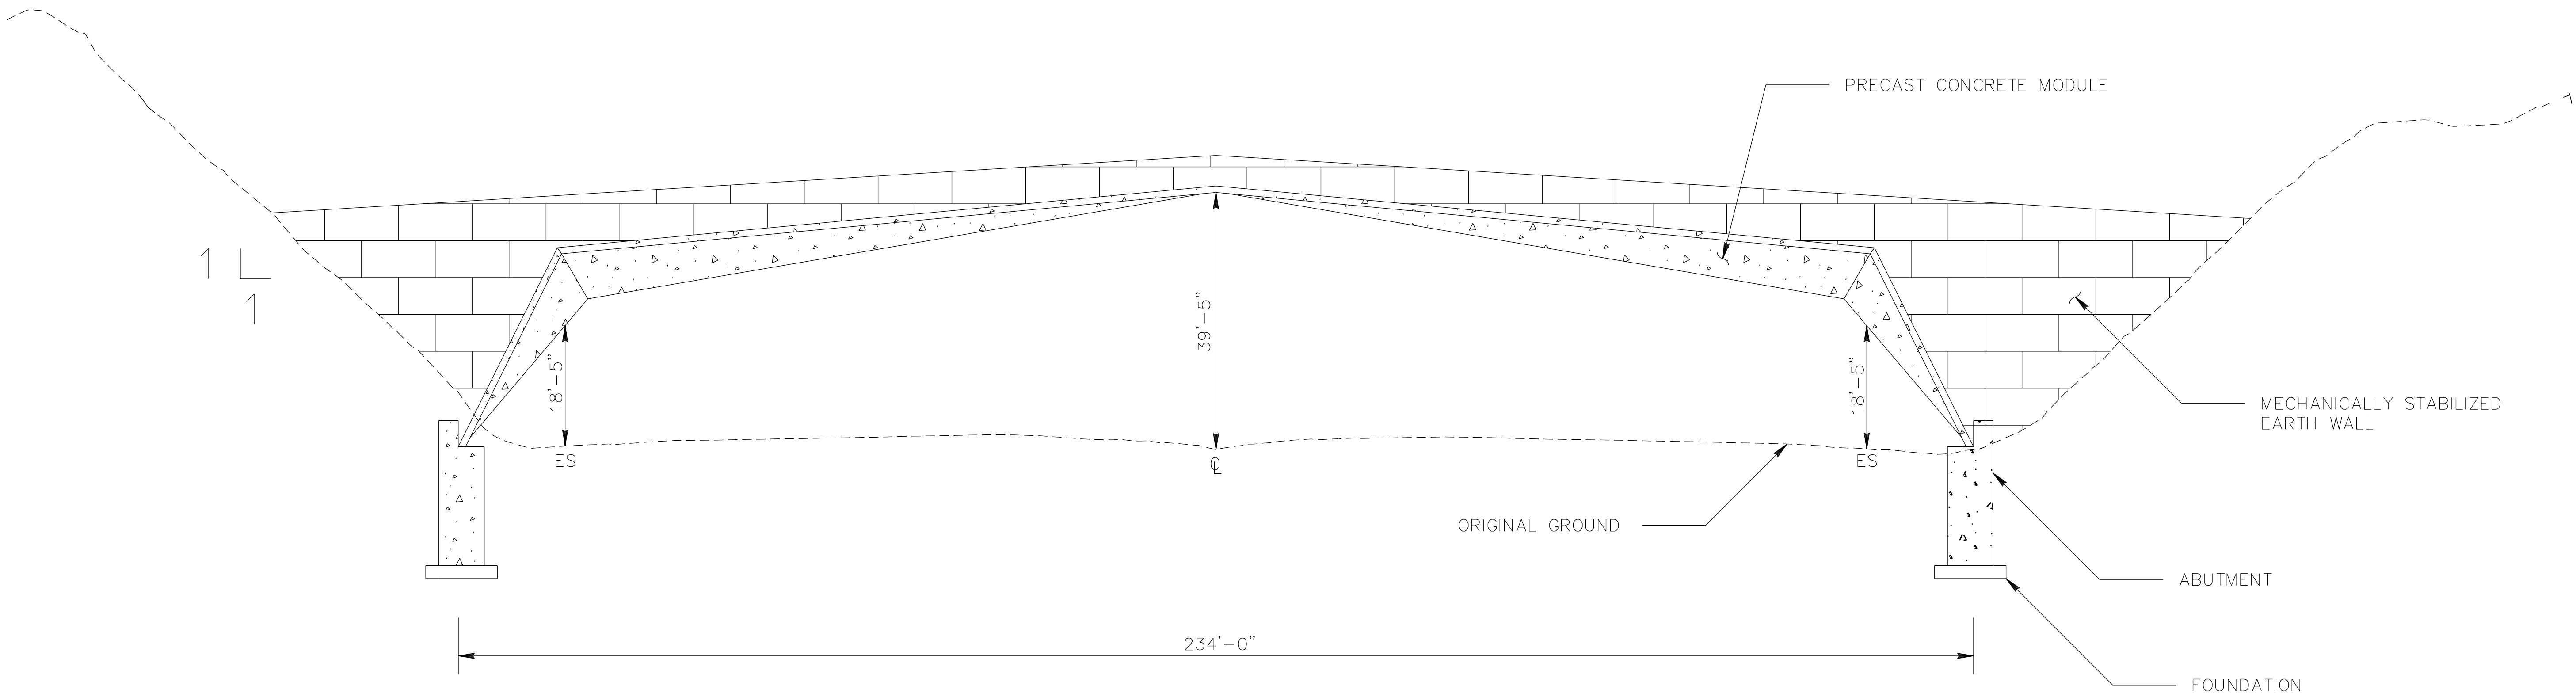 PRECAST CONCRETE MODULE
1
1
39'-5"
18'-5"
18'-5"
MECHANICALLY STABILIZED
EARTH WALL
ES
℄
ES
ORIGINAL GROUND
ABUTMENT
234'-0"
FOUNDATION